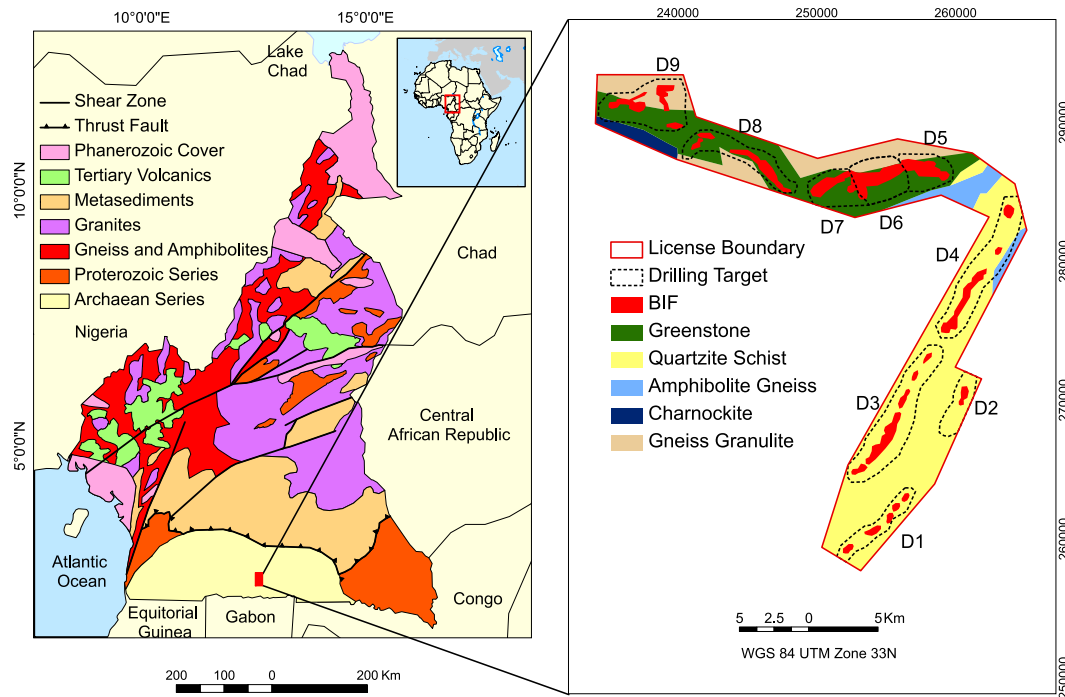 10°0'0"E
15°0'0"E
10°0'0"N
5°0'0"N
Lake
Chad
Shear Zone
Thrust Fault
Phanerozoic Cover
Tertiary Volcanics
Metasediments
Granites
Gneiss and Amphibolites
Proterozoic Series
Archaean Series
Nigeria
Chad
Central
African Republic
Atlantic
Ocean
Equitorial
Guinea
Gabon
Congo
200 100 0 200 Km
240000
250000
260000
290000
280000
270000
260000
250000
D9
D8
D5
D7
D6
D4
D3
D2
D1
License Boundary
Drilling Target
BIF
Greenstone
Quartzite Schist
Amphibolite Gneiss
Charnockite
Gneiss Granulite
5 2.5 0 5Km
WGS 84 UTM Zone 33N